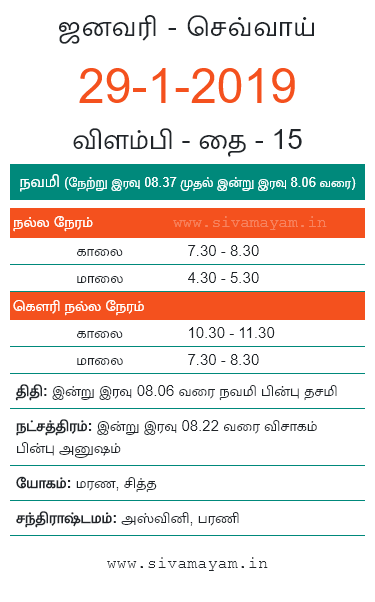 ஜனவரி - செவ்வாய்
29-1-2019
விளம்பி - தை - 15
நவமி (நேற்று இரவு 08.37 முதல் இன்று இரவு 8.06 வரை)
நல்ல நேரம் www.sivamayam.in
காலை 7.30 - 8.30
மாலை 4.30 - 5.30
கௌரி நல்ல நேரம்
காலை 10.30 - 11.30
மாலை 7.30 - 8.30
திதி: இன்று இரவு 08.06 வரை நவமி பின்பு தசமி
நட்சத்திரம்: இன்று இரவு 08.22 வரை விசாகம்
பின்பு அனுஷம்
யோகம்: மரண, சித்த
சந்திராஷ்டமம்: அஸ்வினி, பரணி
www.sivamayam.in